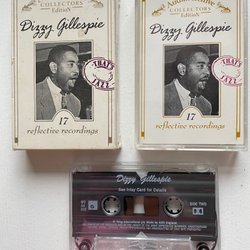 COLLECTORS
Edition
Dizzy Gillespie
THAT'S
JAZZ
17
reflective recordings
COLLECTORS
Edition
Dizzy Gillespie
THAT'S
JAZZ
17
reflective recordings
Dizzy Gillespie
See Inlay Card for Details
SIDE TWO